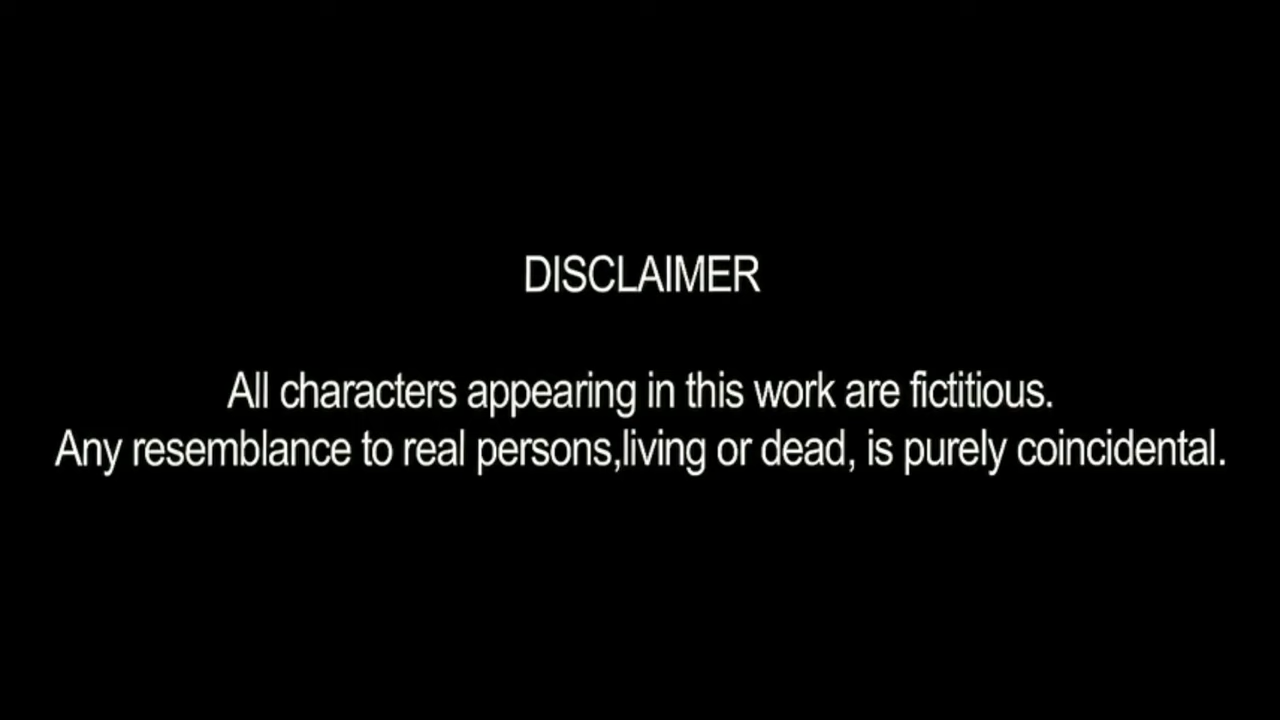 DISCLAIMER
All characters appearing in this work are fictitious.
Any resemblance to real persons,living or dead, is purely coincidental.